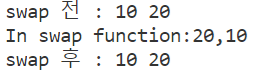 swap 전 : 10 20
In swap function:20,10
swap 후 : 10 20